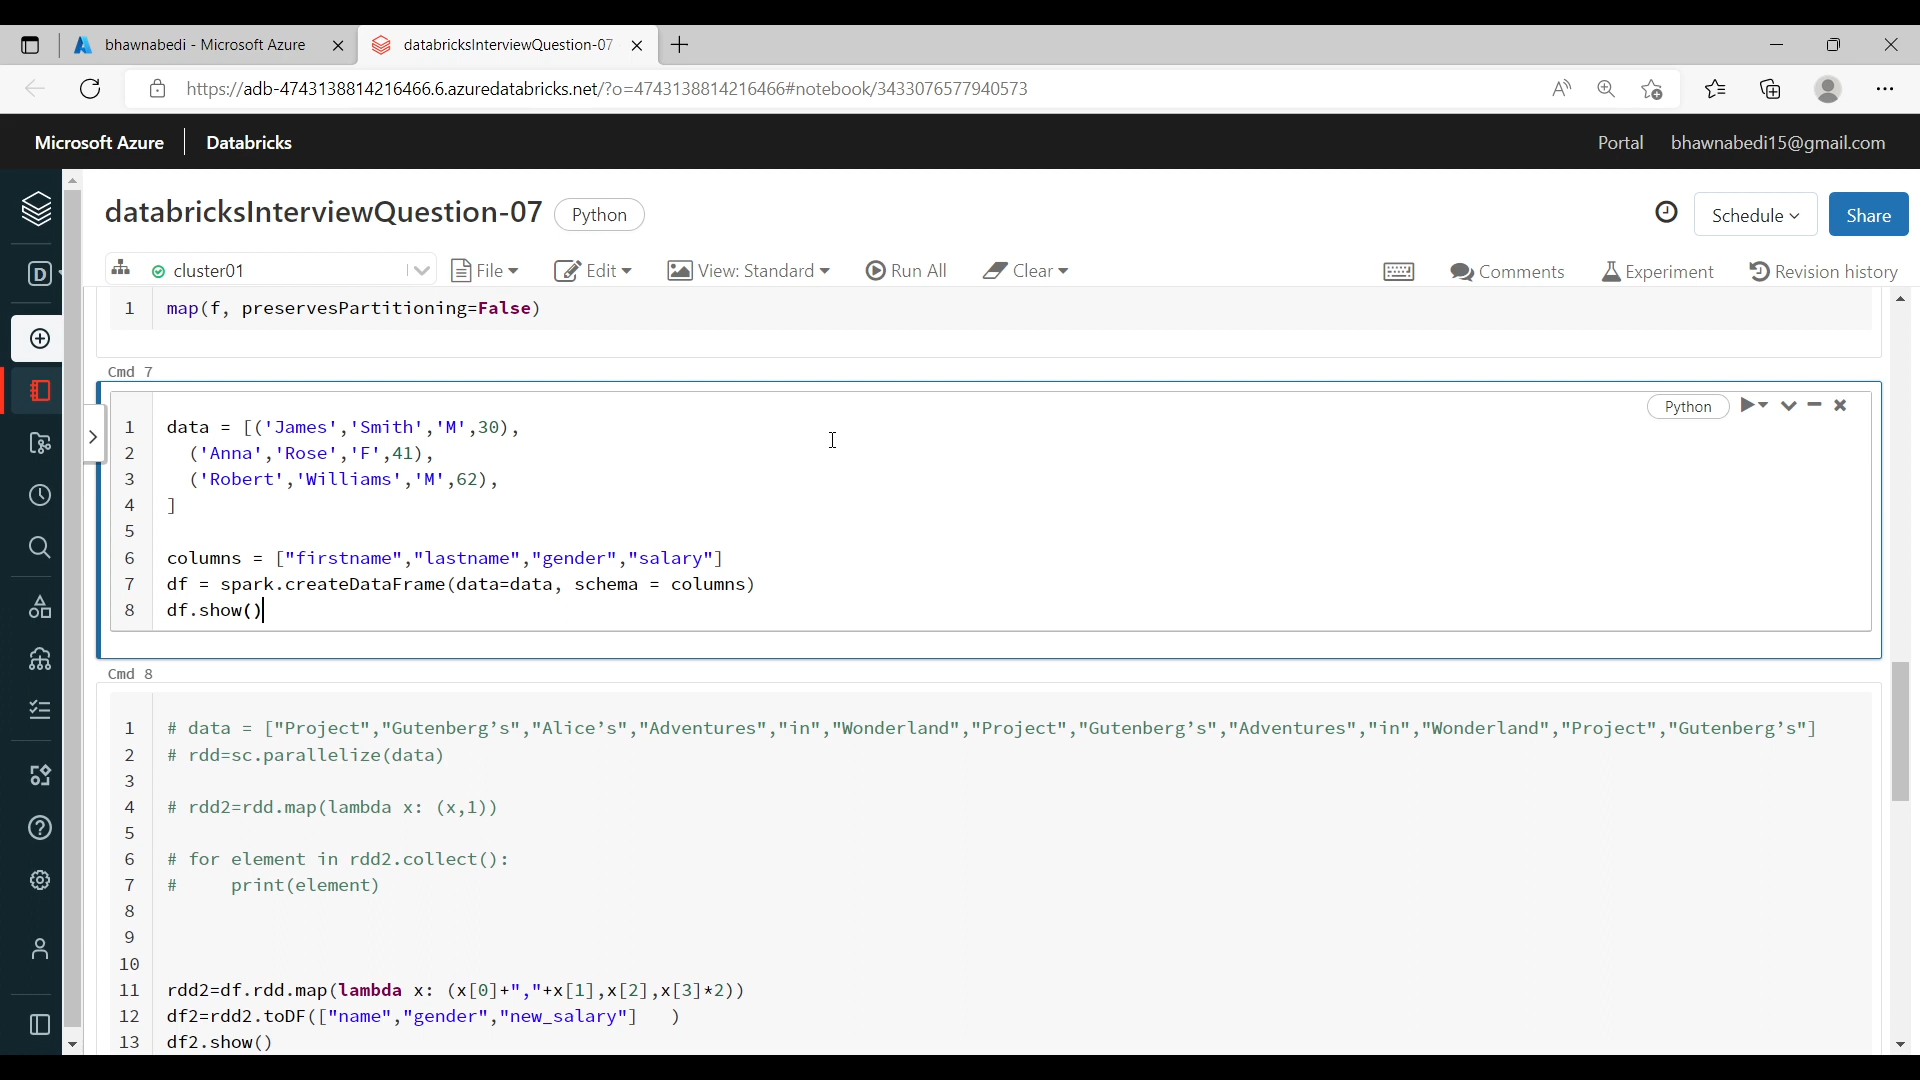 bhawnabedi - Microsoft Azure
databricksInterviewQuestion-07
https://adb-4743138814216466.6.azuredatabricks.net/?o=4743138814216466#notebook/3433076577940573
Microsoft Azure
Databricks
Portal
bhawnabedi15@gmail.com
D
databricksInterviewQuestion-07
Python
Schedule
Share
cluster01
File
Edit
View: Standard
Run All
Clear
Comments
Experiment
Revision history
1 map(f, preservesPartitioning=False)
Cmd 7
Python
1 data = [('James','Smith','M',30),
2 ('Anna','Rose','F',41),
3 ('Robert','Williams','M',62),
4 ]
5
6 columns = ["firstname","lastname","gender","salary"]
7 df = spark.createDataFrame(data=data, schema = columns)
8 df.show()
Cmd 8
1 # data = ["Project","Gutenberg’s","Alice’s","Adventures","in","Wonderland","Project","Gutenberg’s","Adventures","in","Wonderland","Project","Gutenberg’s"]
2 # rdd=sc.parallelize(data)
3
4 # rdd2=rdd.map(lambda x: (x,1))
5
6 # for element in rdd2.collect():
7 #     print(element)
8
9
10
11 rdd2=df.rdd.map(lambda x: (x[0]+","+x[1],x[2],x[3]*2))
12 df2=rdd2.toDF(["name","gender","new_salary"]   )
13 df2.show()